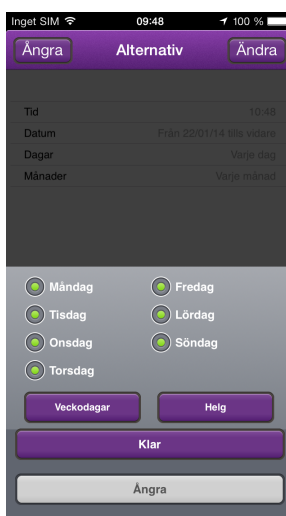 Inget SIM 09:48 100 %
Ångra Alternativ Ändra
Tid 10:48
Datum Från 22/01/14 tills vidare
Dagar Varje dag
Månader Varje månad
Måndag Fredag
Tisdag Lördag
Onsdag Söndag
Torsdag
Veckodagar Helg
Klar
Ångra